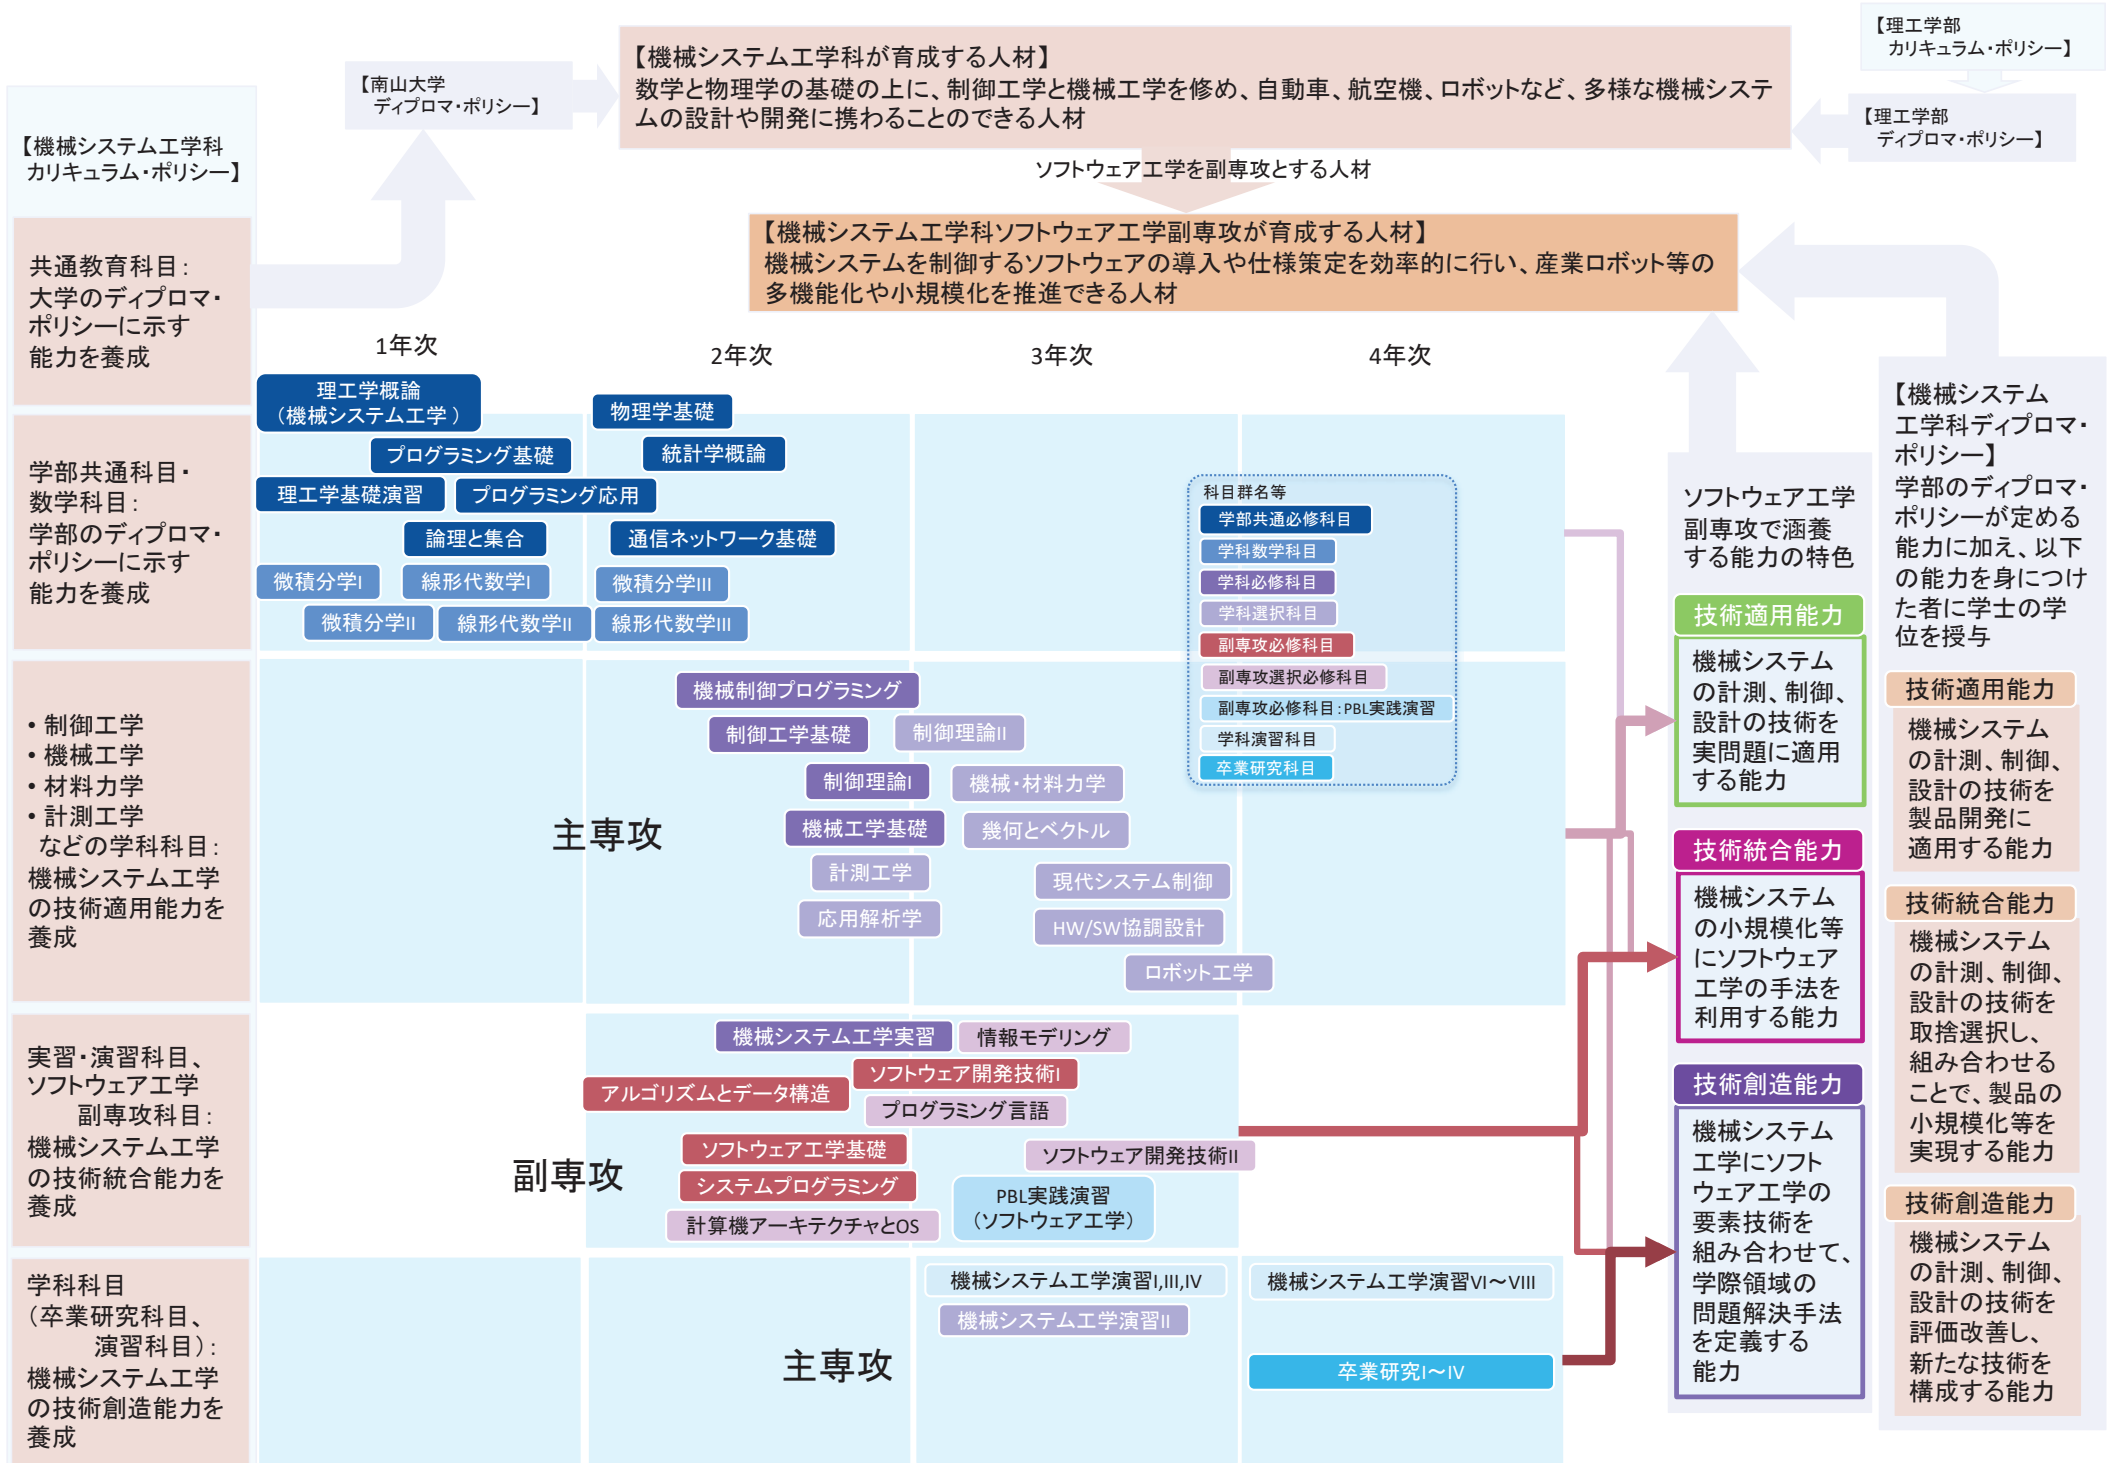 【理工学部
カリキュラム・ポリシー】
【理工学部
ディプロマ・ポリシー】
【南山大学
ディプロマ・ポリシー】
【機械システム工学科が育成する人材】
数学と物理学の基礎の上に、制御工学と機械工学を修め、自動車、航空機、ロボットなど、多様な機械システ
ムの設計や開発に携わることのできる人材
ソフトウェア工学を副専攻とする人材
【機械システム工学科ソフトウェア工学副専攻が育成する人材】
機械システムを制御するソフトウェアの導入や仕様策定を効率的に行い、産業ロボット等の
多機能化や小規模化を推進できる人材
【機械システム工学科
カリキュラム・ポリシー】
共通教育科目：
大学のディプロマ・
ポリシーに示す
能力を養成
学部共通科目・
数学科目：
学部のディプロマ・
ポリシーに示す
能力を養成
• 制御工学
• 機械工学
• 材料力学
• 計測工学
などの学科科目：
機械システム工学
の技術適用能力を
養成
実習・演習科目、
ソフトウェア工学
副専攻科目：
機械システム工学
の技術統合能力を
養成
学科科目
（卒業研究科目、
演習科目）：
機械システム工学
の技術創造能力を
養成
1年次
2年次
3年次
4年次
理工学概論
（機械システム工学 ）
物理学基礎
プログラミング基礎
統計学概論
理工学基礎演習
プログラミング応用
論理と集合
通信ネットワーク基礎
微積分学I
線形代数学I
微積分学III
微積分学II
線形代数学II
線形代数学III
科目群名等
学部共通必修科目
学科数学科目
学科必修科目
学科選択科目
副専攻必修科目
副専攻選択必修科目
副専攻必修科目：PBL実践演習
学科演習科目
卒業研究科目
主専攻
機械制御プログラミング
制御工学基礎
制御理論II
制御理論I
機械・材料力学
機械工学基礎
幾何とベクトル
計測工学
現代システム制御
応用解析学
HW/SW協調設計
ロボット工学
副専攻
機械システム工学実習
情報モデリング
ソフトウェア開発技術I
アルゴリズムとデータ構造
プログラミング言語
ソフトウェア工学基礎
ソフトウェア開発技術II
システムプログラミング
PBL実践演習
（ソフトウェア工学）
計算機アーキテクチャとOS
主専攻
機械システム工学演習I,III,IV
機械システム工学演習VI～VIII
機械システム工学演習II
卒業研究I～IV
ソフトウェア工学
副専攻で涵養
する能力の特色
技術適用能力
機械システム
の計測、制御、
設計の技術を
実問題に適用
する能力
技術統合能力
機械システム
の小規模化等
にソフトウェア
工学の手法を
利用する能力
技術創造能力
機械システム
工学にソフト
ウェア工学の
要素技術を
組み合わせて、
学際領域の
問題解決手法
を定義する
能力
【機械システム
工学科ディプロマ・
ポリシー】
学部のディプロマ・
ポリシーが定める
能力に加え、以下
の能力を身につけ
た者に学士の学
位を授与
技術適用能力
機械システム
の計測、制御、
設計の技術を
製品開発に
適用する能力
技術統合能力
機械システム
の計測、制御、
設計の技術を
取捨選択し、
組み合わせる
ことで、製品の
小規模化等を
実現する能力
技術創造能力
機械システム
の計測、制御、
設計の技術を
評価改善し、
新たな技術を
構成する能力